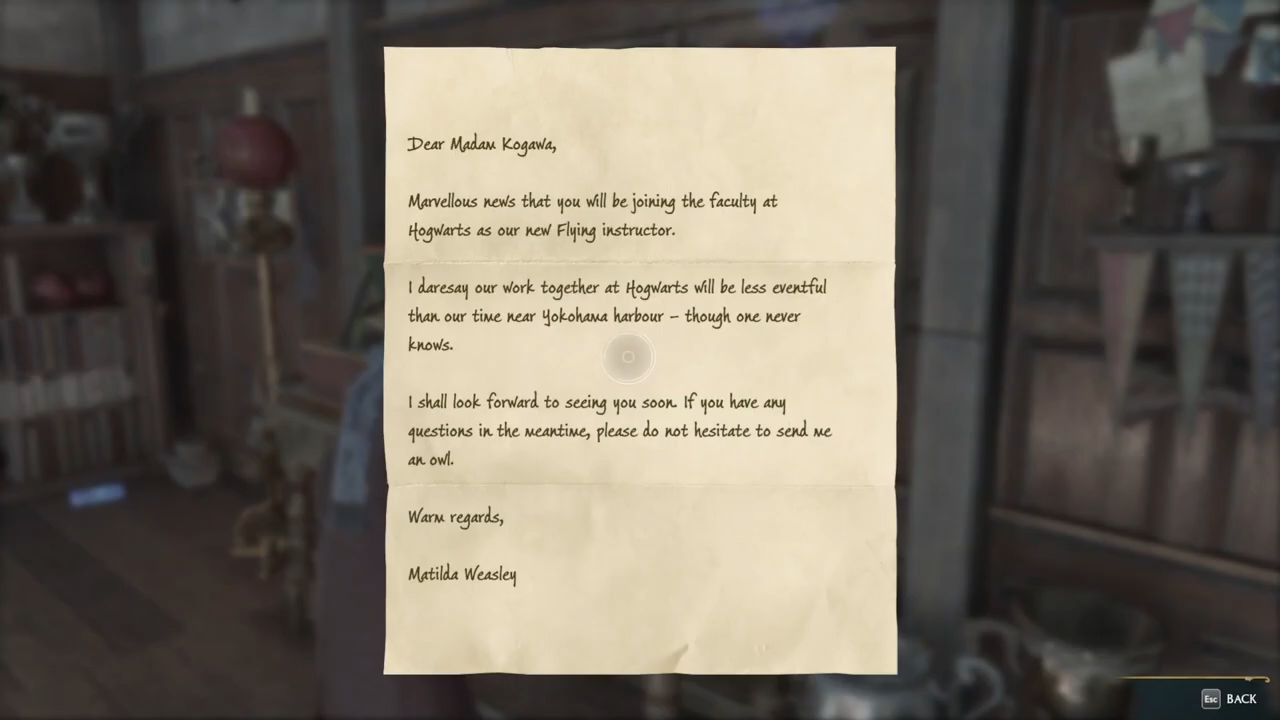 Dear Madam Kogawa,
Marvellous news that you will be joining the faculty at
Hogwarts as our new Flying instructor.
I daresay our work together at Hogwarts will be less eventful
than our time near Yokohama harbour – though one never
knows.
I shall look forward to seeing you soon. If you have any
questions in the meantime, please do not hesitate to send me
an owl.
Warm regards,
Matilda Weasley
Esc BACK